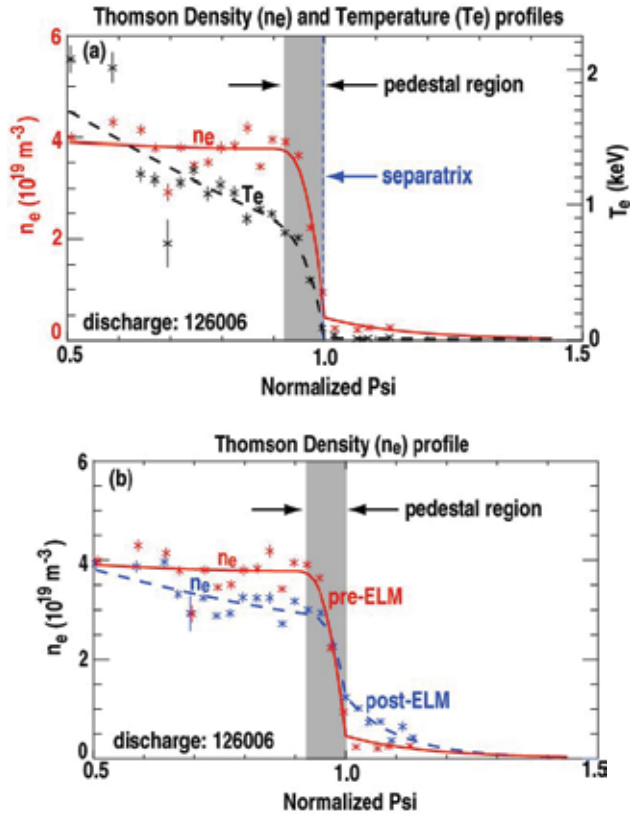 Thomson Density (ne) and Temperature (Te) profiles
(a)
6
4
2
0
ne (10^19 m^-3)
ne
Te
pedestal region
separatrix
2
1
0
Te (keV)
discharge: 126006
0.5
1.0
1.5
Normalized Psi
Thomson Density (ne) profile
(b)
6
4
2
0
ne (10^19 m^-3)
pedestal region
ne
ne
pre-ELM
post-ELM
discharge: 126006
0.5
1.0
1.5
Normalized Psi